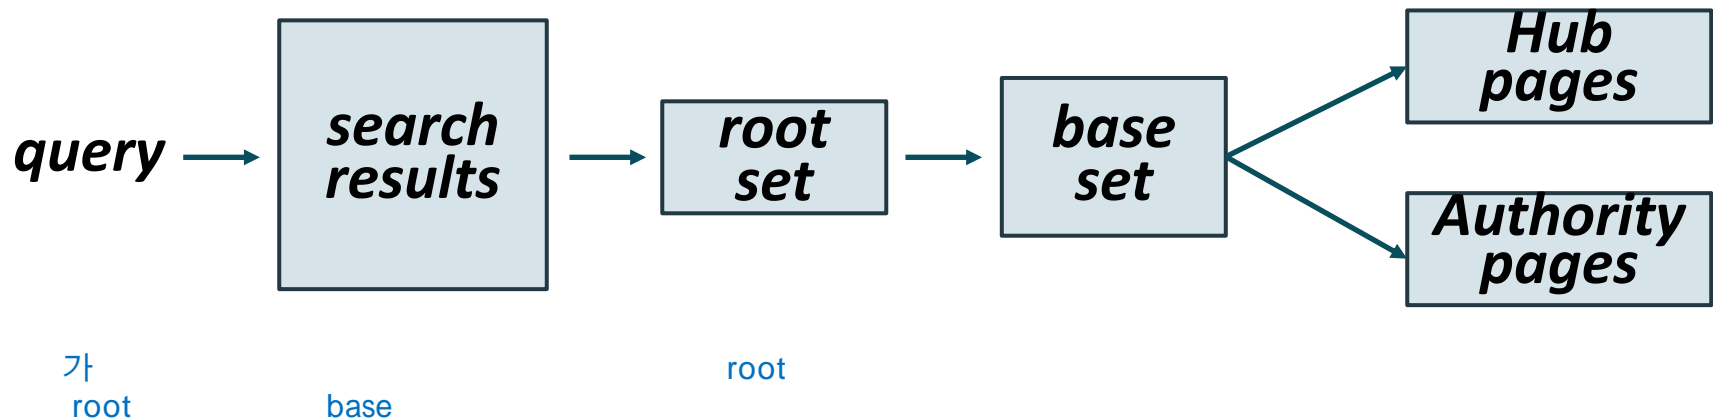 query
search
results
root
set
base
set
Hub
pages
Authority
pages
가 root
root base